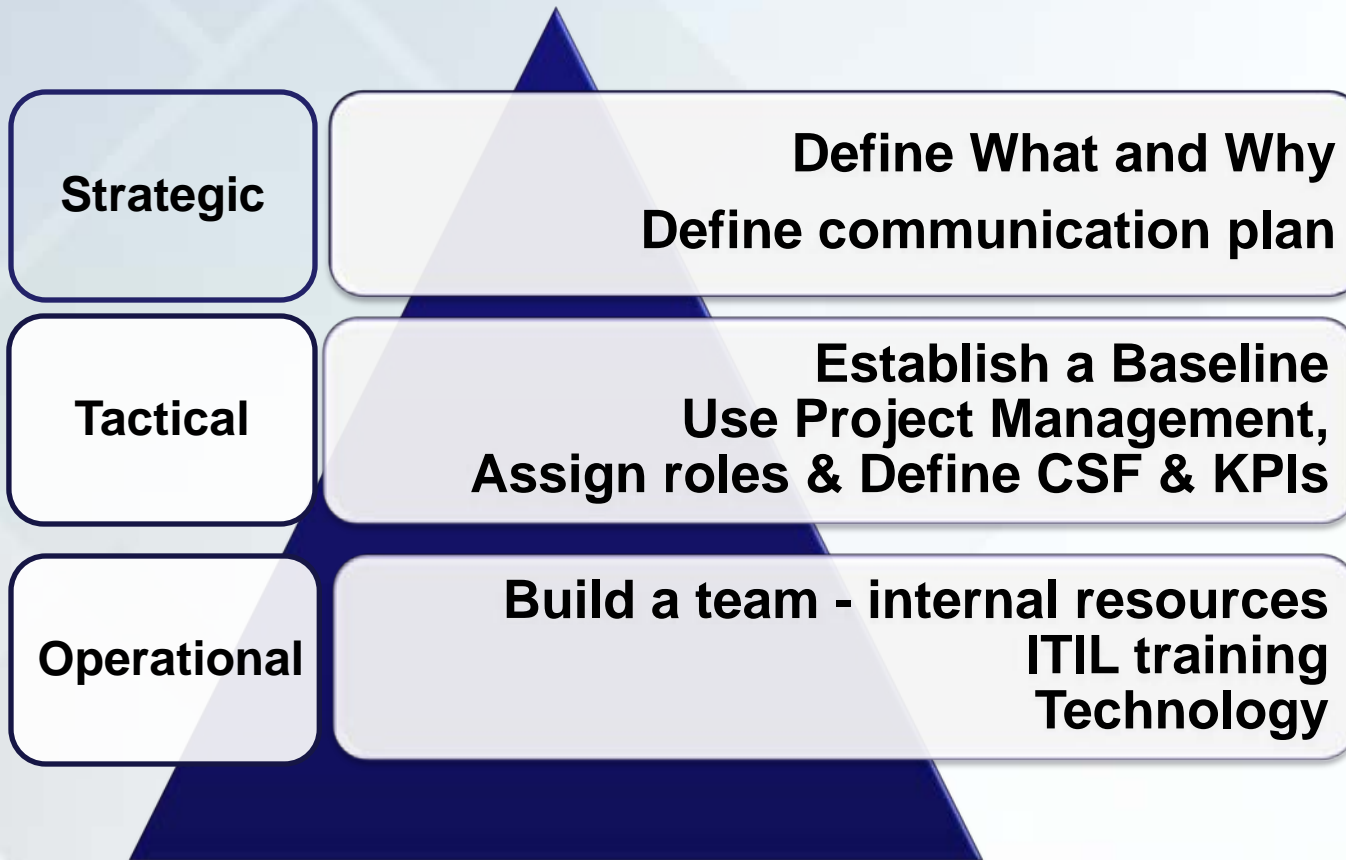 Strategic
Define What and Why
Define communication plan
Tactical
Establish a Baseline
Use Project Management,
Assign roles & Define CSF & KPIs
Operational
Build a team - internal resources
ITIL training
Technology